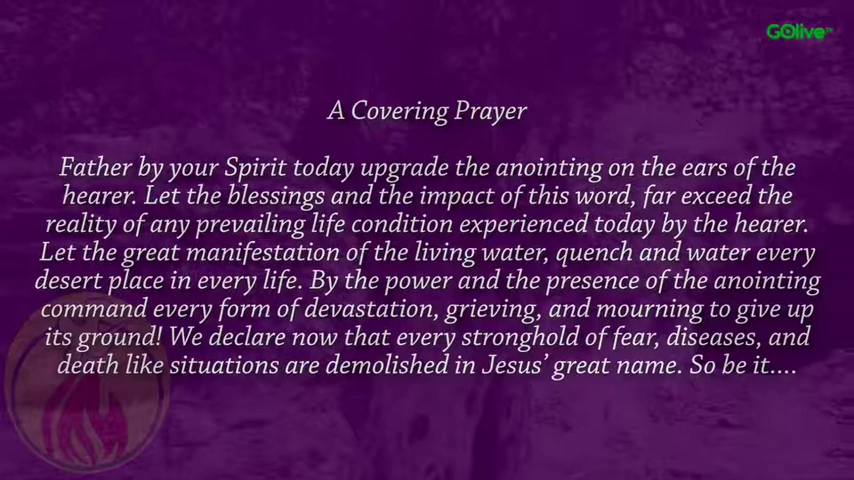 GOlive TV
A Covering Prayer
Father by your Spirit today upgrade the anointing on the ears of the
hearer. Let the blessings and the impact of this word, far exceed the
reality of any prevailing life condition experienced today by the hearer.
Let the great manifestation of the living water, quench and water every
desert place in every life. By the power and the presence of the anointing
command every form of devastation, grieving, and mourning to give up
its ground! We declare now that every stronghold of fear, diseases, and
death like situations are demolished in Jesus’ great name. So be it....